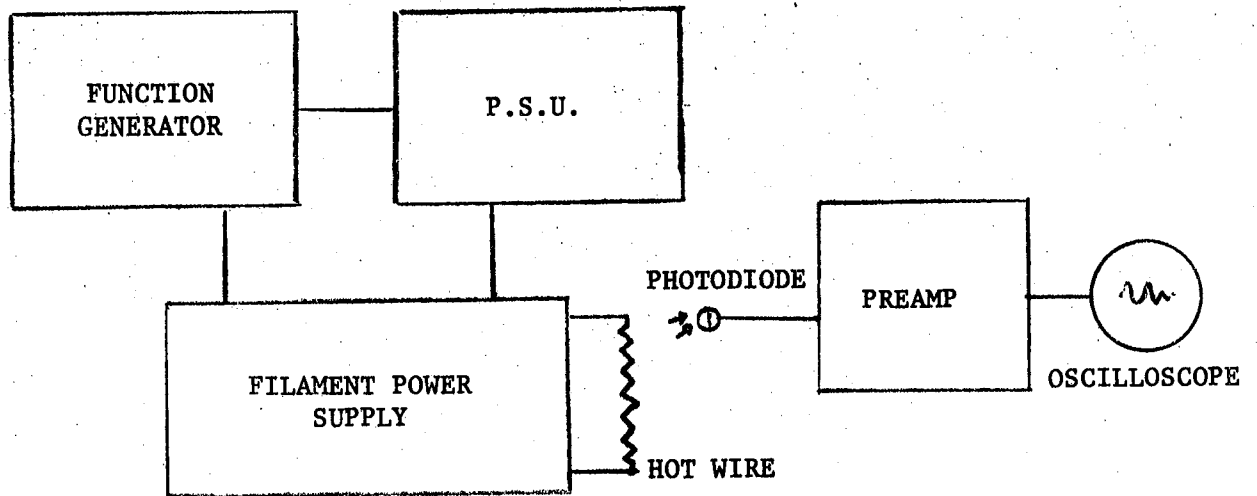 FUNCTION
GENERATOR
P.S.U.
PHOTODIODE
PREAMP
OSCILLOSCOPE
FILAMENT POWER
SUPPLY
HOT WIRE